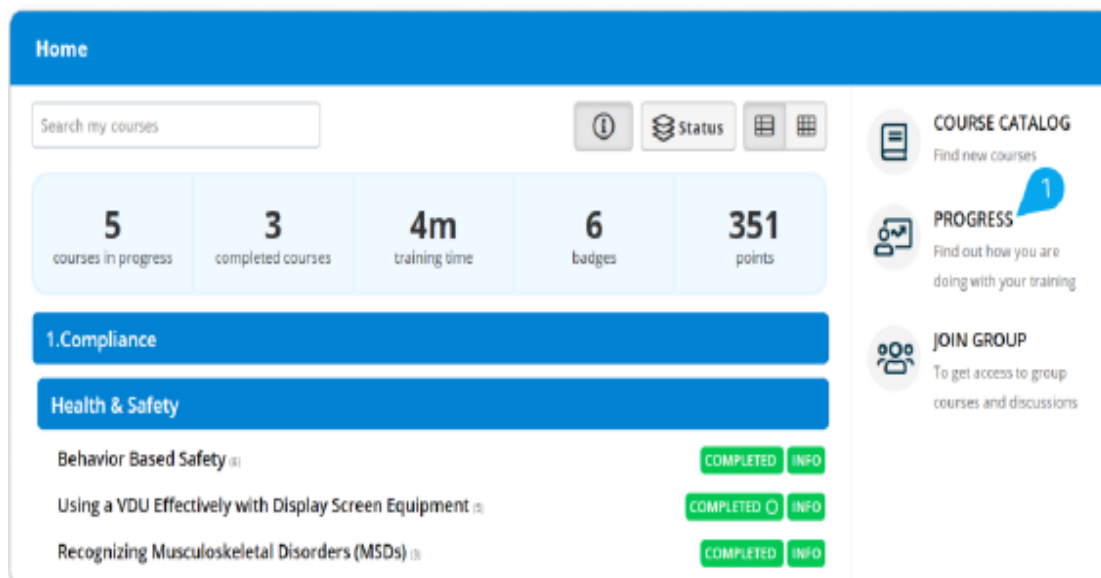 Home
Search my courses
Status
5
courses in progress
3
completed courses
4m
training time
6
badges
351
points
1.Compliance
Health & Safety
Behavior Based Safety (6)
COMPLETED INFO
Using a VDU Effectively with Display Screen Equipment (5)
COMPLETED INFO
Recognizing Musculoskeletal Disorders (MSDs) (3)
COMPLETED INFO
COURSE CATALOG
Find new courses
1
PROGRESS
Find out how you are
doing with your training
JOIN GROUP
To get access to group
courses and discussions